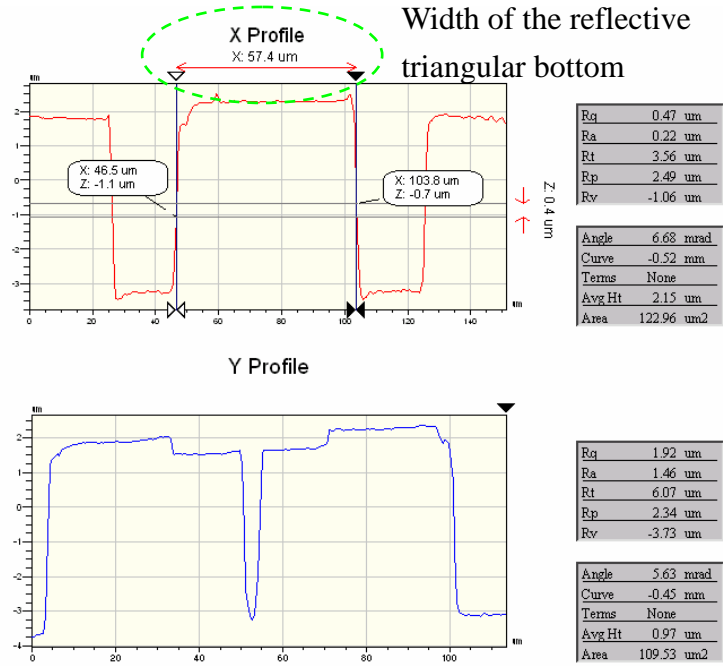 Width of the reflective
triangular bottom
X Profile
X: 57.4 um
um
2
1
0
-1
-2
-3
X: 46.5 um
Z: -1.1 um
X: 103.8 um
Z: -0.7 um
Z: 0.4 um
0 20 40 60 80 100 120 140
um
Rq 0.47 um
Ra 0.22 um
Rt 3.56 um
Rp 2.49 um
Rv -1.06 um
Angle 6.68 mrad
Curve -0.52 mm
Terms None
Avg Ht 2.15 um
Area 122.96 um2
Y Profile
um
2
1
0
-1
-2
-3
-4
0 20 40 60 80 100
um
Rq 1.92 um
Ra 1.46 um
Rt 6.07 um
Rp 2.34 um
Rv -3.73 um
Angle 5.63 mrad
Curve -0.45 mm
Terms None
Avg Ht 0.97 um
Area 109.53 um2